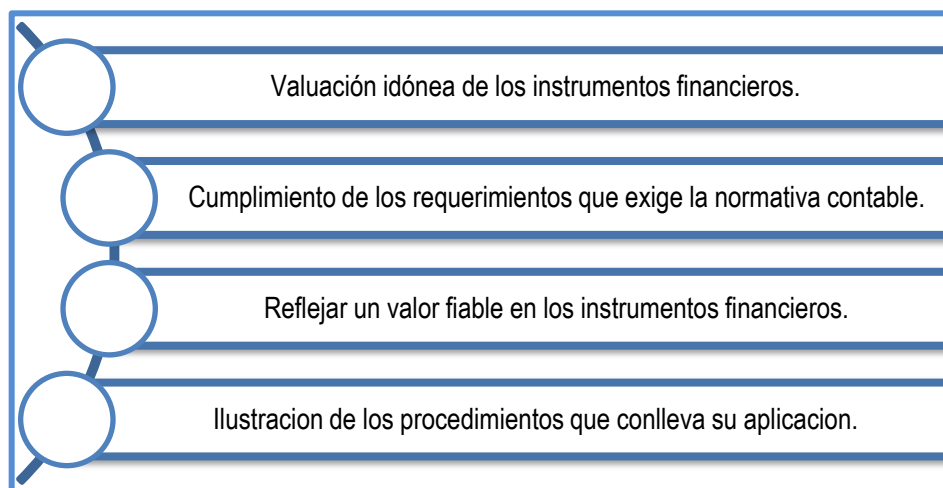 Valuación idónea de los instrumentos financieros.
Cumplimiento de los requerimientos que exige la normativa contable.
Reflejar un valor fiable en los instrumentos financieros.
Ilustracion de los procedimientos que conlleva su aplicacion.